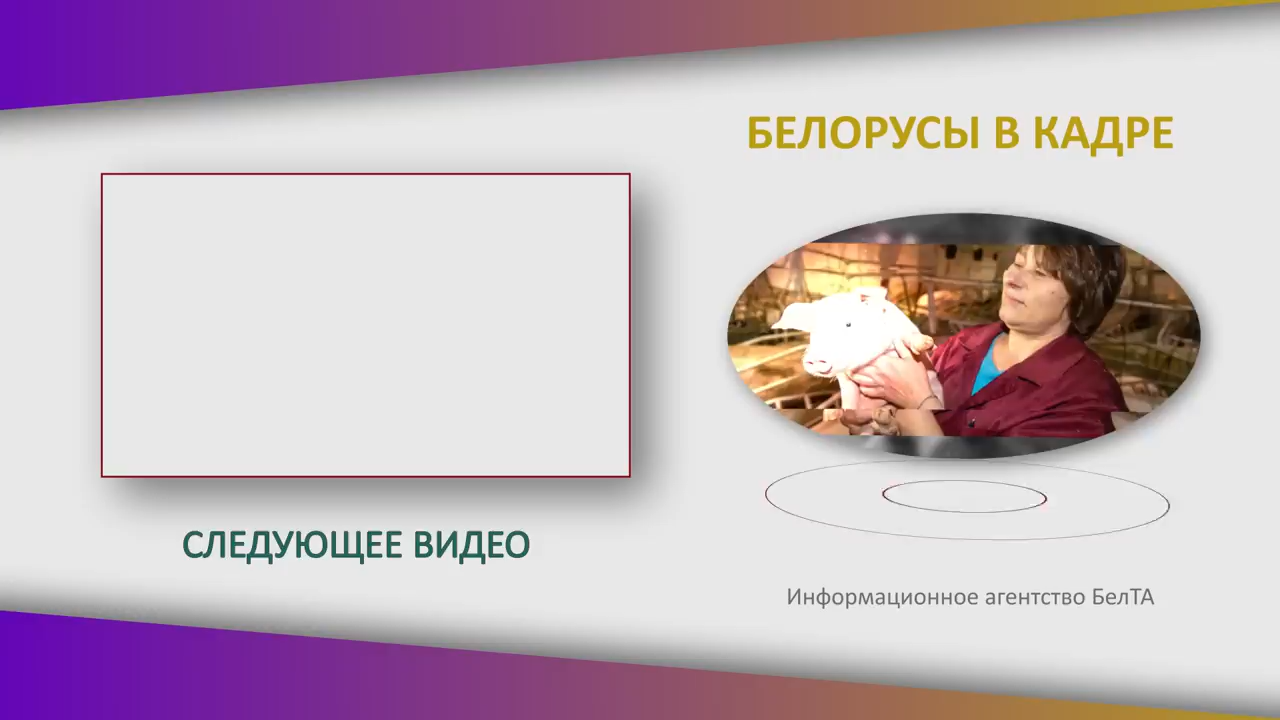 БЕЛОРУСЫ В КАДРЕ
СЛЕДУЮЩЕЕ ВИДЕО
Информационное агентство БелТА